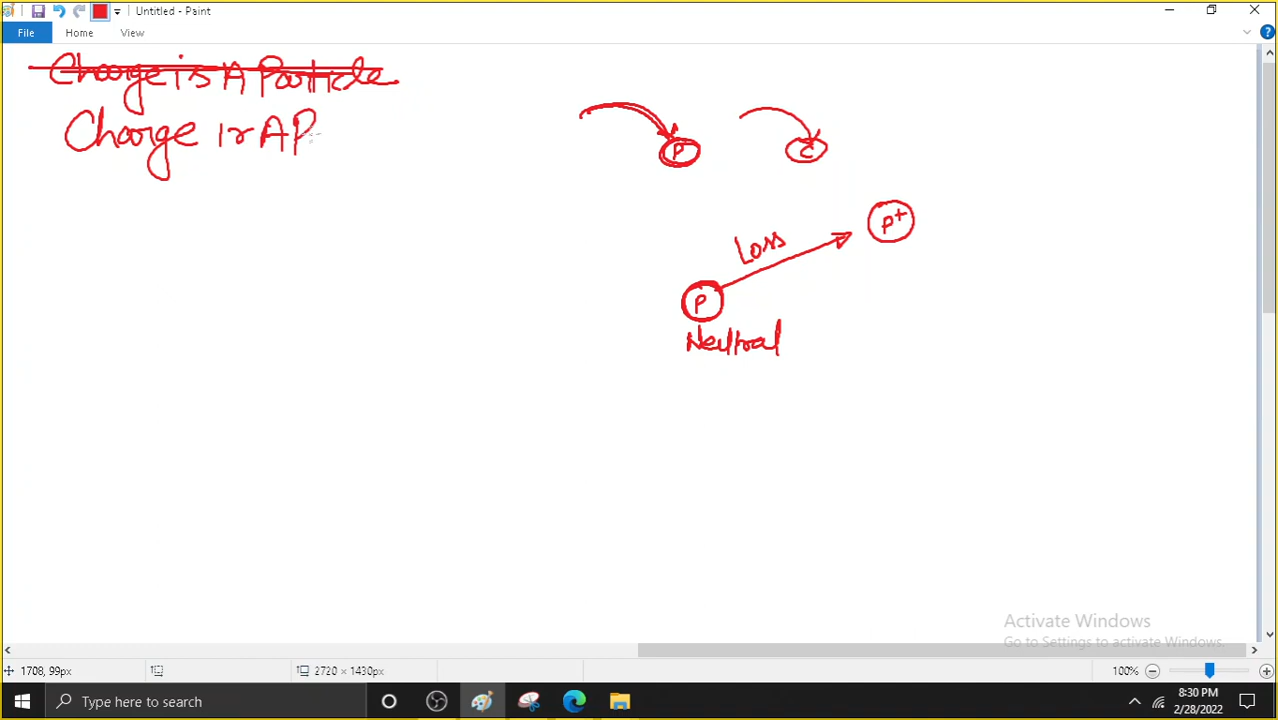 Untitled - Paint
File Home View
Charge is A Particle
Charge is A P
P C
P+
Loss
P
Neutral
Activate Windows
Go to Settings to activate Windows.
1708, 99px 2720 × 1430px 100%
Type here to search
8:30 PM
2/28/2022